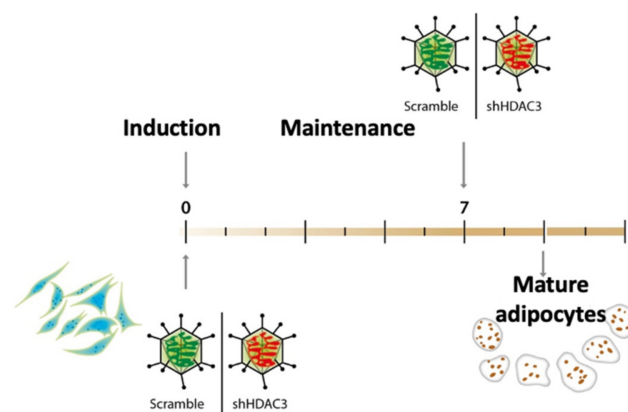 Scramble shHDAC3
Induction Maintenance
0 7
Mature
adipocytes
Scramble shHDAC3